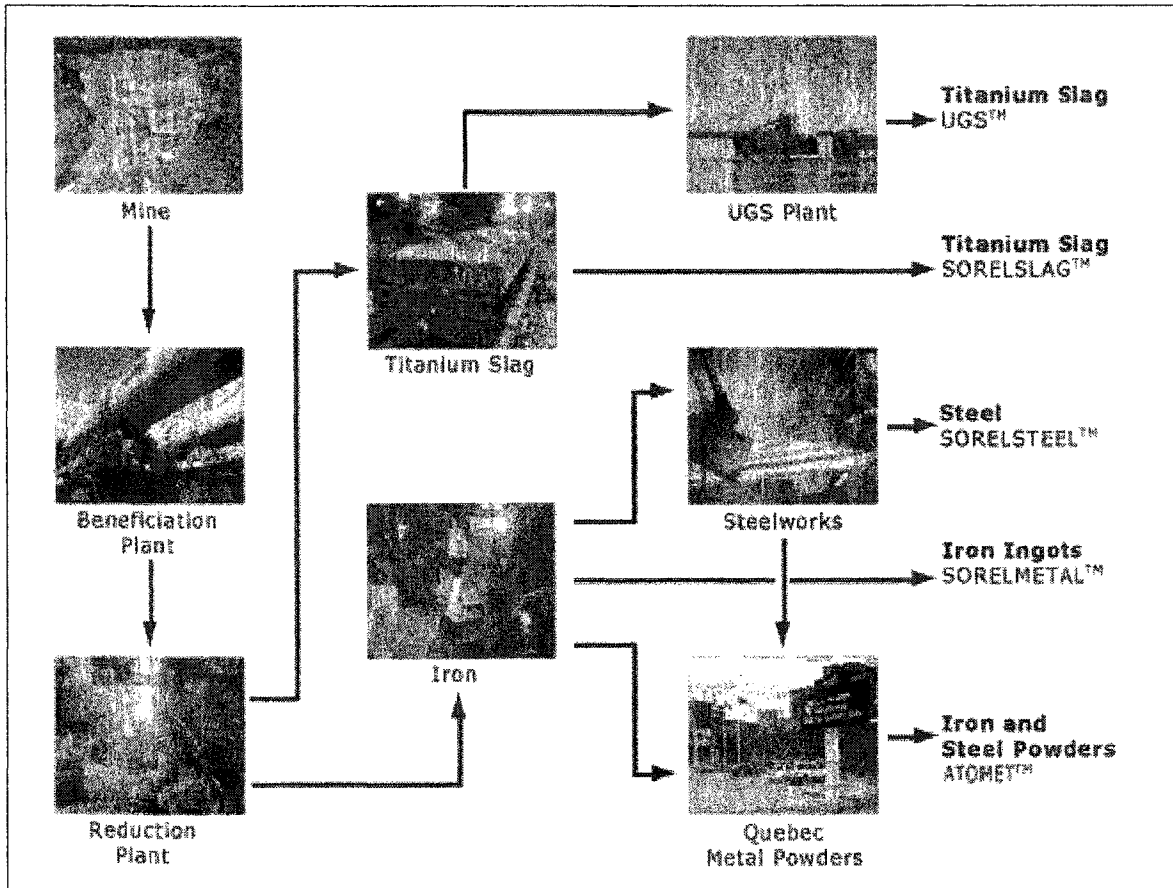 Mine
Beneficiation
Plant
Reduction
Plant
Titanium Slag
Iron
UGS Plant
Steelworks
Quebec
Metal Powders
Titanium Slag
UGS™
Titanium Slag
SORELSLAG™
Steel
SORELSTEEL™
Iron Ingots
SORELMETAL™
Iron and
Steel Powders
ATOMET™